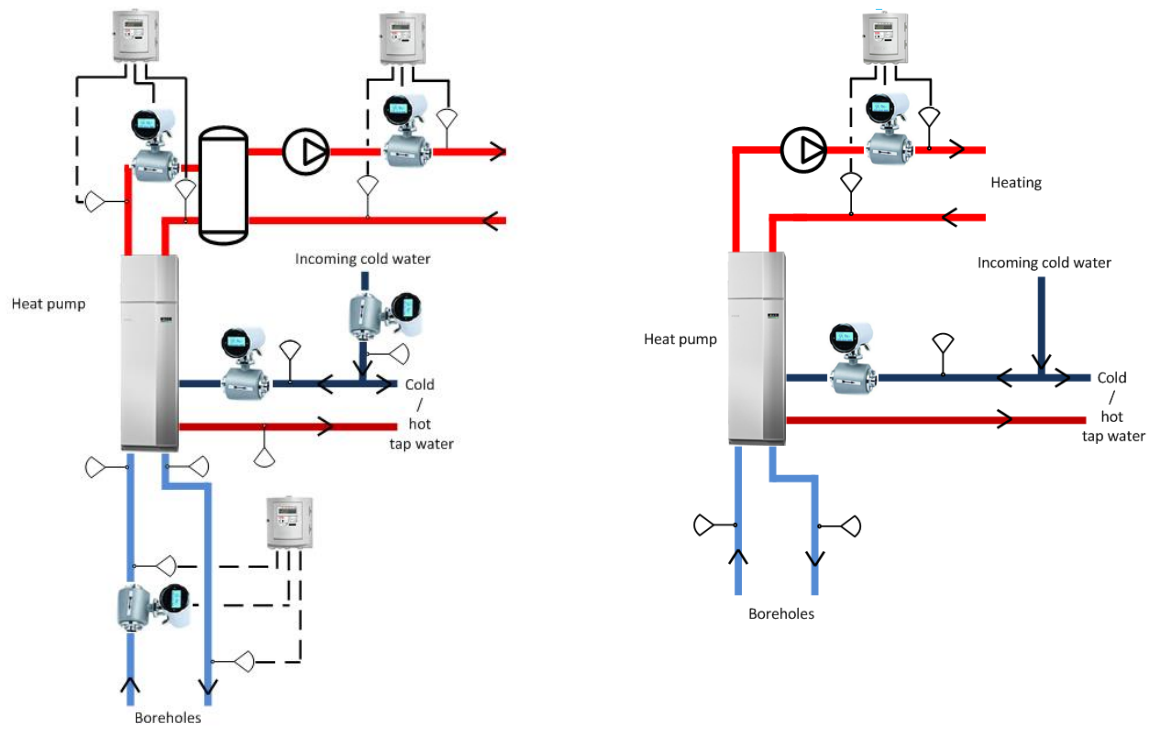 Incoming cold water
Heat pump
Cold
/
hot
tap water
Boreholes
Heating
Incoming cold water
Heat pump
Cold
/
hot
tap water
Boreholes